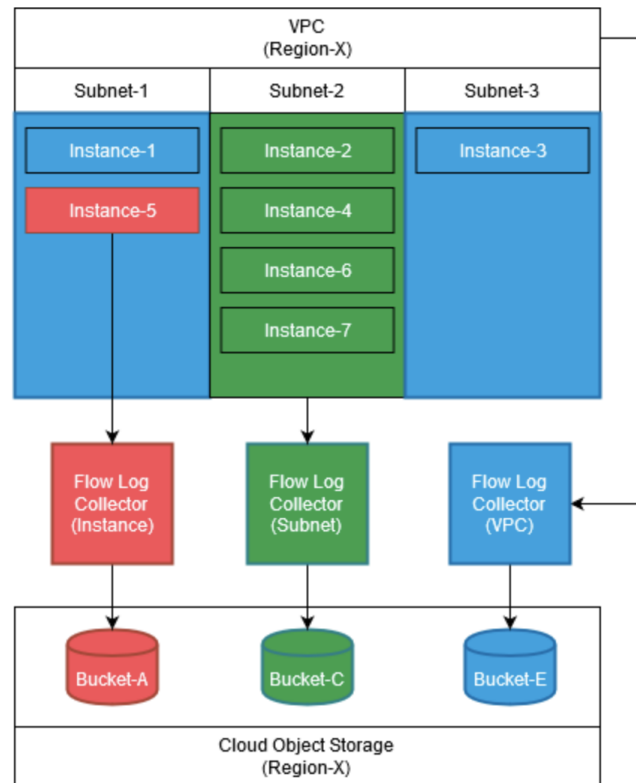 VPC
(Region-X)
Subnet-1
Subnet-2
Subnet-3
Instance-1
Instance-2
Instance-3
Instance-5
Instance-4
Instance-6
Instance-7
Flow Log
Collector
(Instance)
Flow Log
Collector
(Subnet)
Flow Log
Collector
(VPC)
Bucket-A
Bucket-C
Bucket-E
Cloud Object Storage
(Region-X)